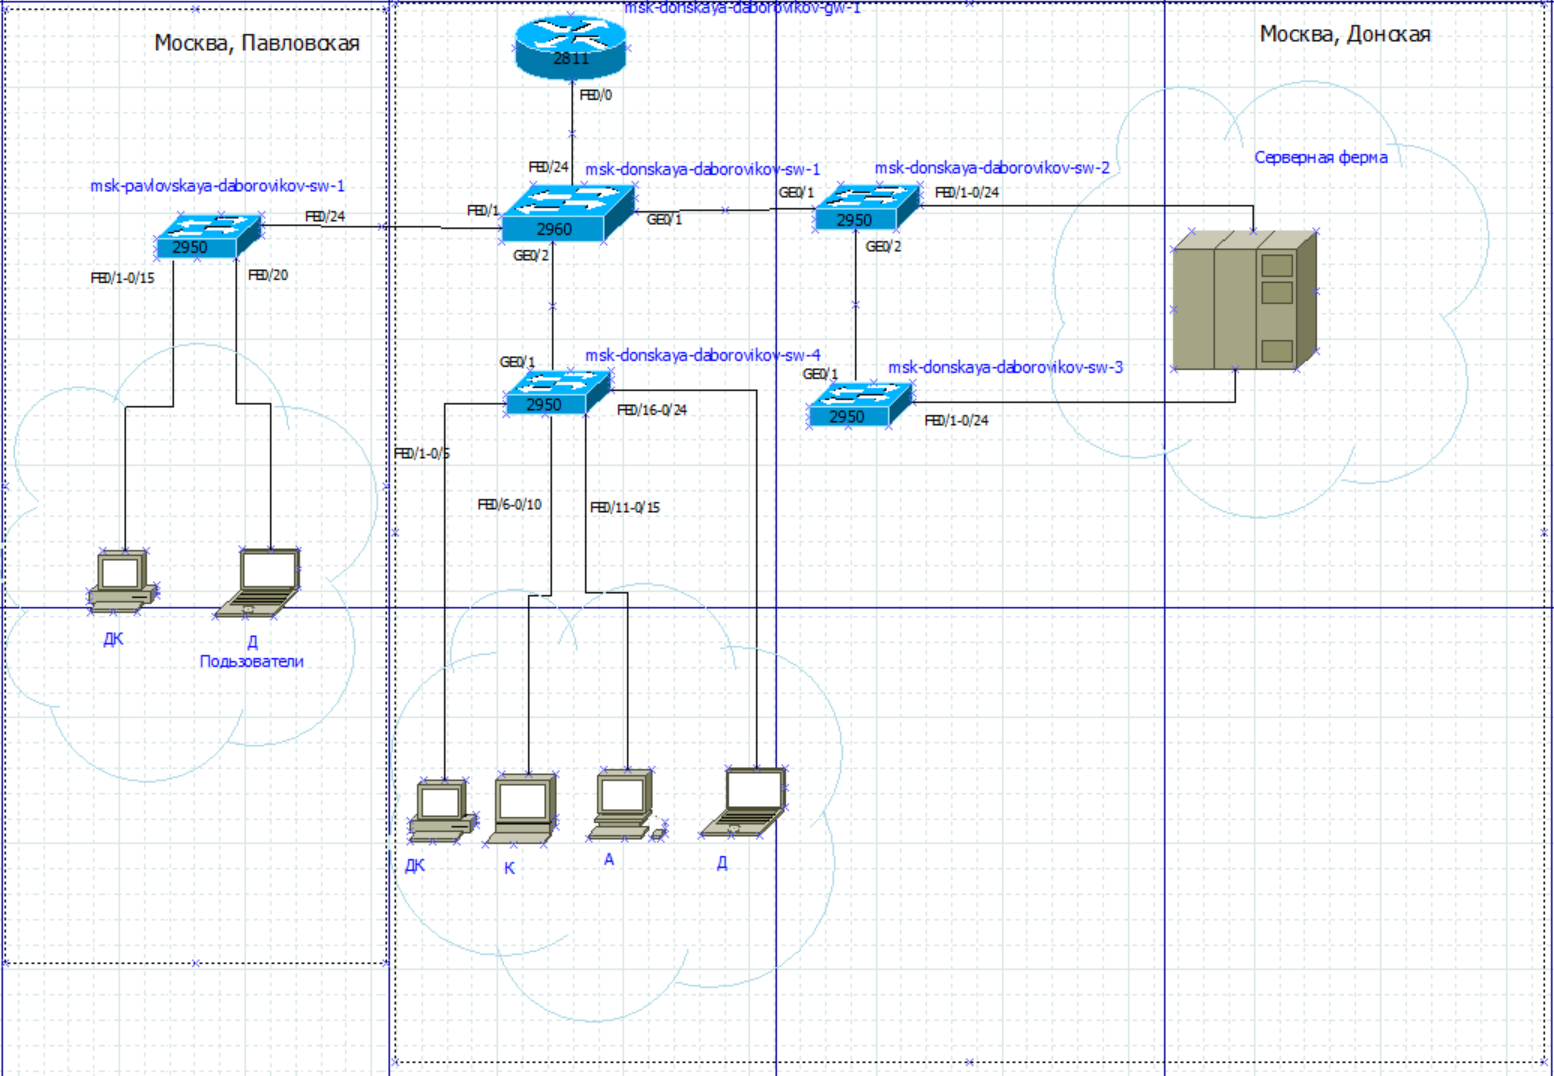 msk-donskaya-daborovikov-gw-1
Москва, Павловская
Москва, Донская
2811
FE0/0
FE0/24
msk-donskaya-daborovikov-sw-1
msk-donskaya-daborovikov-sw-2
Серверная ферма
msk-pavlovskaya-daborovikov-sw-1
GE0/1
FE0/1-0/24
FE0/24
FE0/1
GE0/1
2950
2960
2950
GE0/2
GE0/2
FE0/1-0/15
FE0/20
msk-donskaya-daborovikov-sw-4
GE0/1
msk-donskaya-daborovikov-sw-3
GE0/1
2950
FE0/16-0/24
2950
FE0/1-0/24
FE0/1-0/5
FE0/6-0/10
FE0/11-0/15
ДК
Д
Пользователи
ДК
К
А
Д